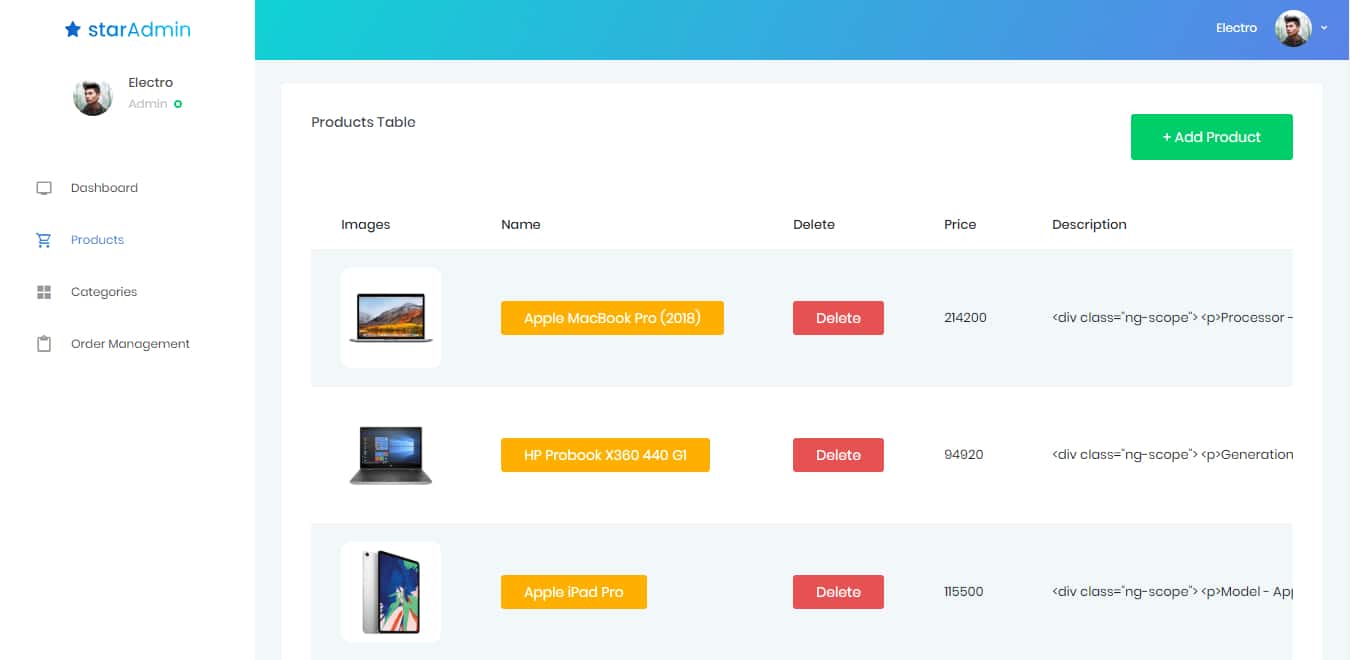 starAdmin
Electro
Electro
Admin
Dashboard
Products
Categories
Order Management
Products Table
+ Add Product
Images Name Delete Price Description
Apple MacBook Pro (2018) Delete 214200 <div class="ng-scope"> <p>Processor -
HP Probook X360 440 G1 Delete 94920 <div class="ng-scope"> <p>Generation
Apple iPad Pro Delete 115500 <div class="ng-scope"> <p>Model - App